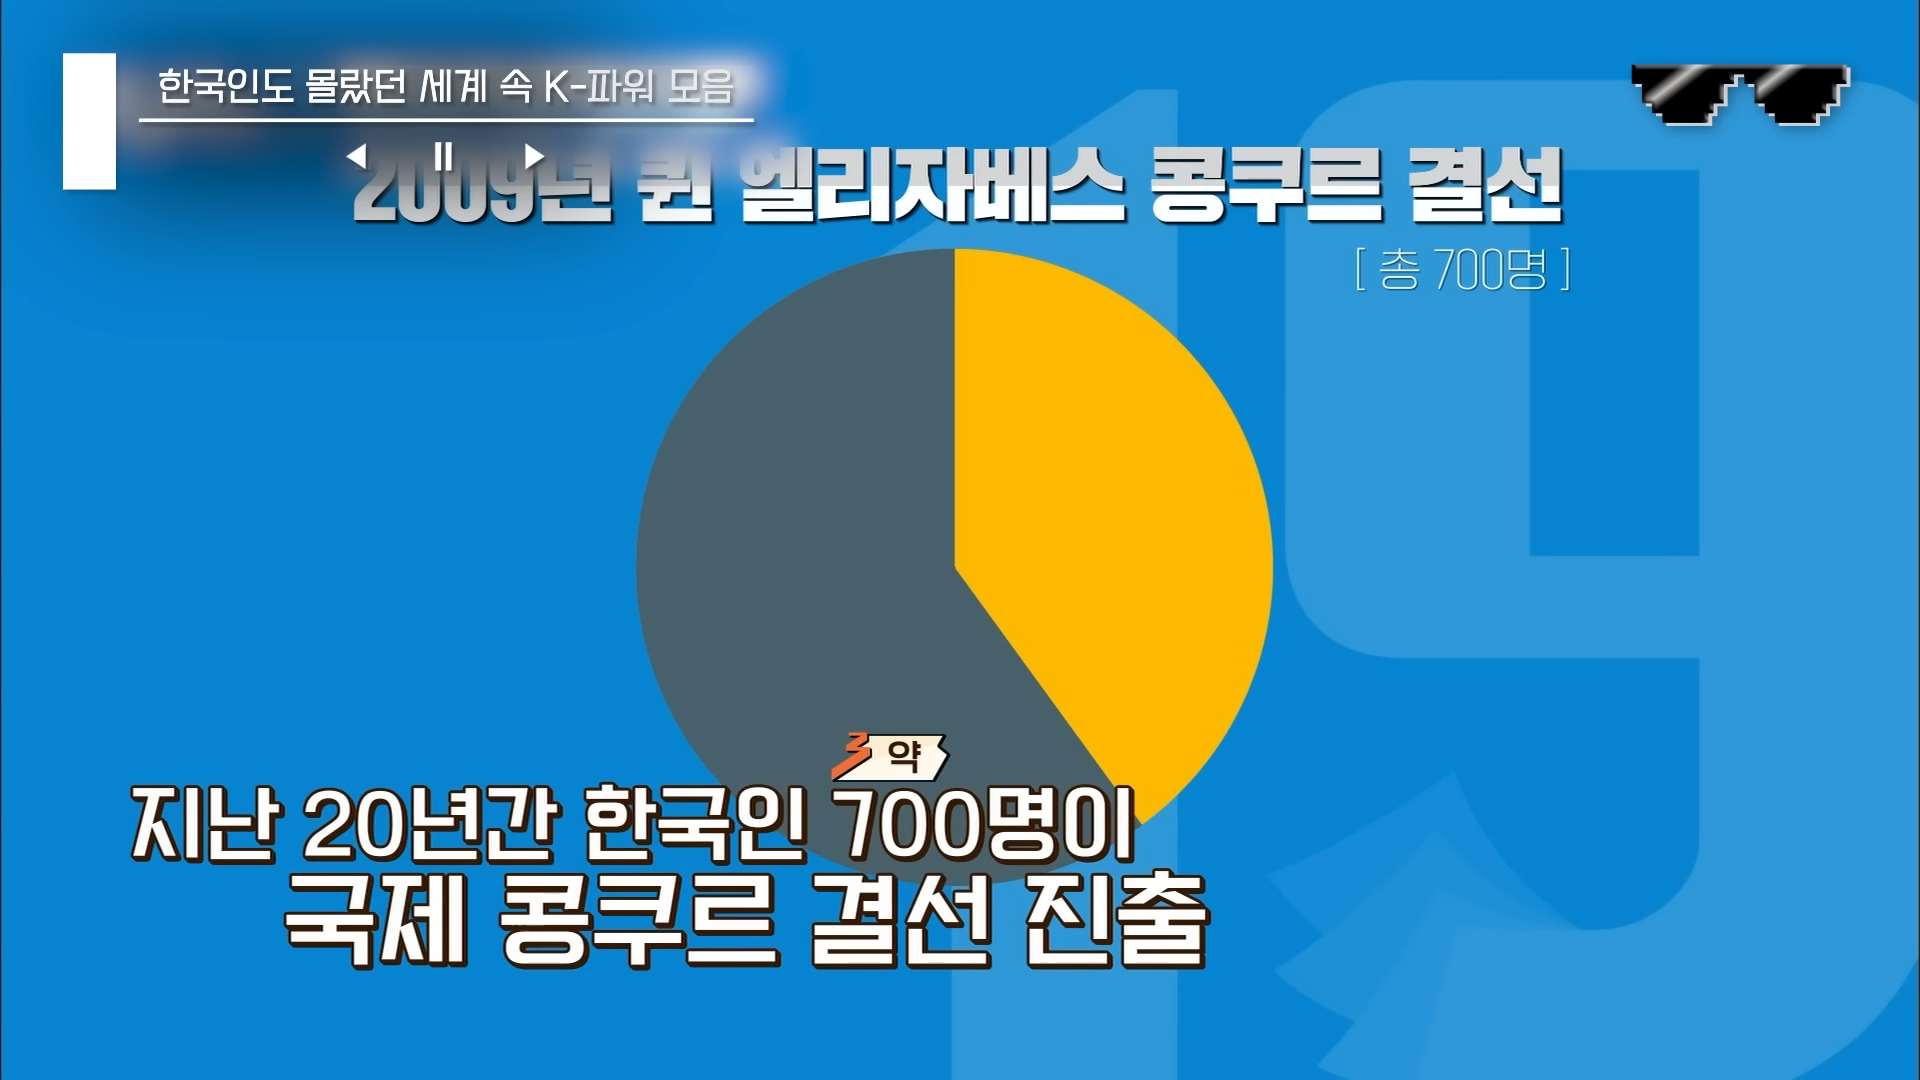 한국인도 몰랐던 세계 속 K-파워 모음
2009년 퀸 엘리자베스 콩쿠르 결선
[ 총 700명 ]
약
지난 20년간 한국인 700명이
국제 콩쿠르 결선 진출